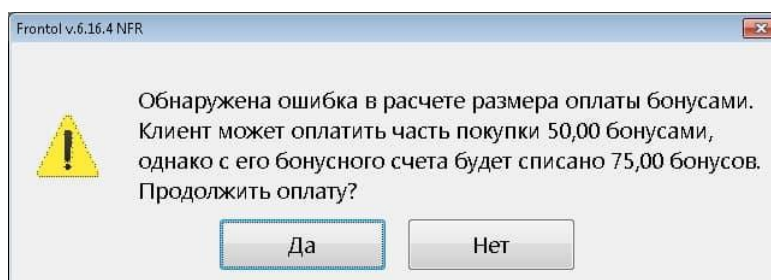 Frontol v.6.16.4 NFR
Обнаружена ошибка в расчете размера оплаты бонусами.
Клиент может оплатить часть покупки 50,00 бонусами,
однако с его бонусного счета будет списано 75,00 бонусов.
Продолжить оплату?
Да
Нет